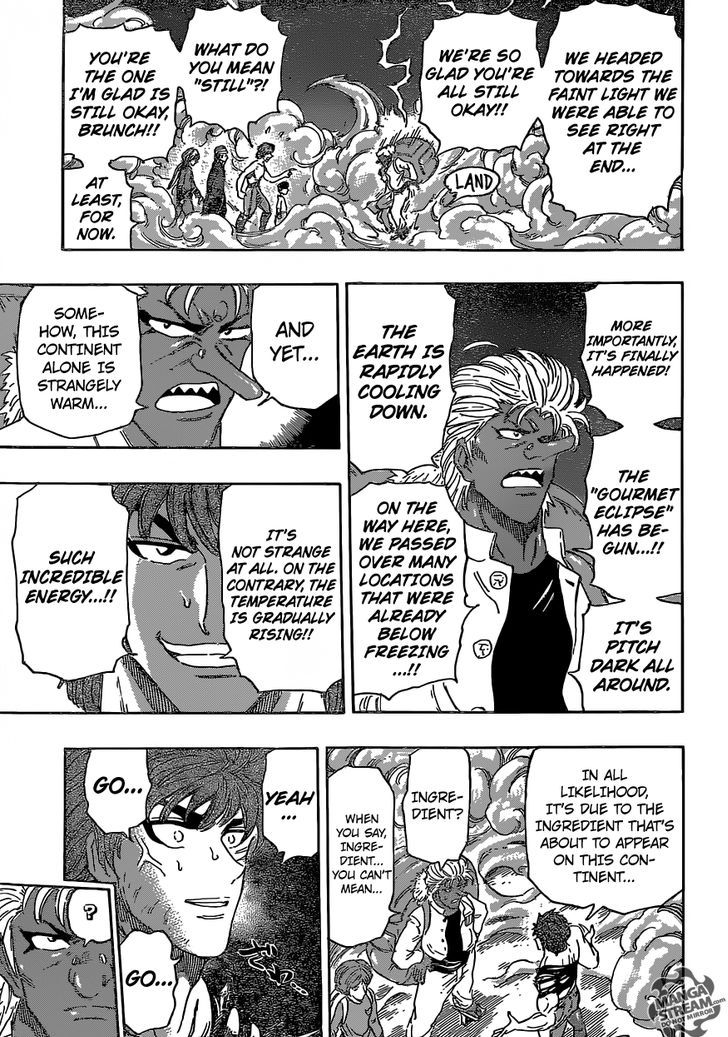 WE HEADED
TOWARDS THE
FAINT LIGHT WE
WERE ABLE TO
SEE RIGHT
AT THE
END...
WE'RE SO
GLAD YOU'RE
ALL STILL
OKAY!!
LAND
WHAT DO
YOU MEAN
"STILL"?!
YOU'RE
THE ONE
I'M GLAD IS
STILL OKAY,
BRUNCH!!
AT
LEAST,
FOR
NOW.
MORE
IMPORTANTLY,
IT'S FINALLY
HAPPENED!
THE
"GOURMET
ECLIPSE"
HAS BE-
GUN...!!
IT'S
PITCH
DARK ALL
AROUND.
THE
EARTH IS
RAPIDLY
COOLING
DOWN.
ON
THE WAY HERE,
WE PASSED
OVER MANY
LOCATIONS
THAT WERE
ALREADY
BELOW
FREEZING
...!!
AND
YET...
SOME-
HOW, THIS
CONTINENT
ALONE IS
STRANGELY
WARM...
IT'S
NOT STRANGE
AT ALL. ON THE
CONTRARY, THE
TEMPERATURE
IS GRADUALLY
RISING!!
SUCH
INCREDIBLE
ENERGY...!!
IN ALL
LIKELIHOOD,
IT'S DUE TO THE
INGREDIENT THAT'S
ABOUT TO APPEAR
ON THIS CON-
TINENT...
INGRE-
DIENT?
WHEN
YOU SAY,
INGRE-
DIENT...
YOU CAN'T
MEAN...
YEAH
...
GO...
GO...
?
MANGA
STREAM.COM
DO NOT MIRROR!